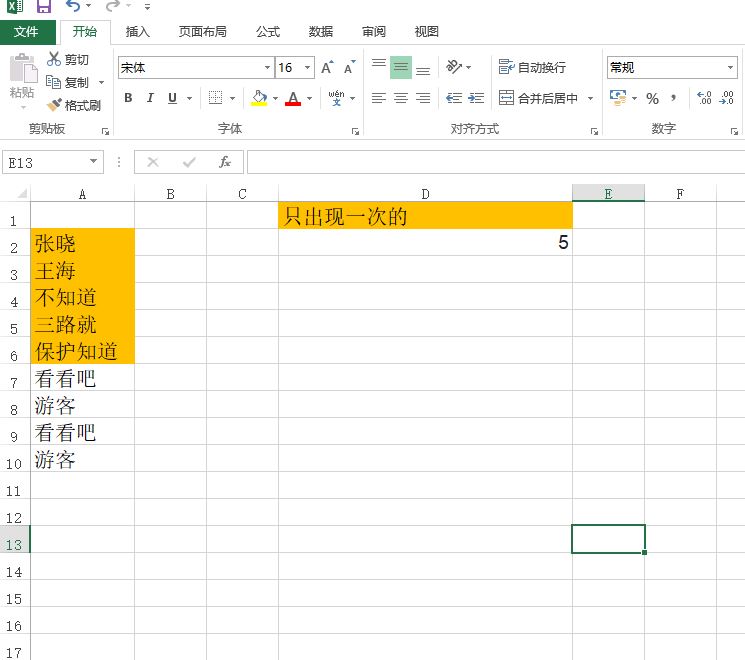 文件 开始 插入 页面布局 公式 数据 审阅 视图
粘贴 剪切 复制 格式刷
宋体 16 A A
自动换行
常规
B I U A wén 文
合并后居中
% , .00 .00
剪贴板 字体 对齐方式 数字
E13 fx
A B C D E F
1 只出现一次的
2 张晓 5
3 王海
4 不知道
5 三路就
6 保护知道
7 看看吧
8 游客
9 看看吧
10 游客
11
12
13
14
15
16
17